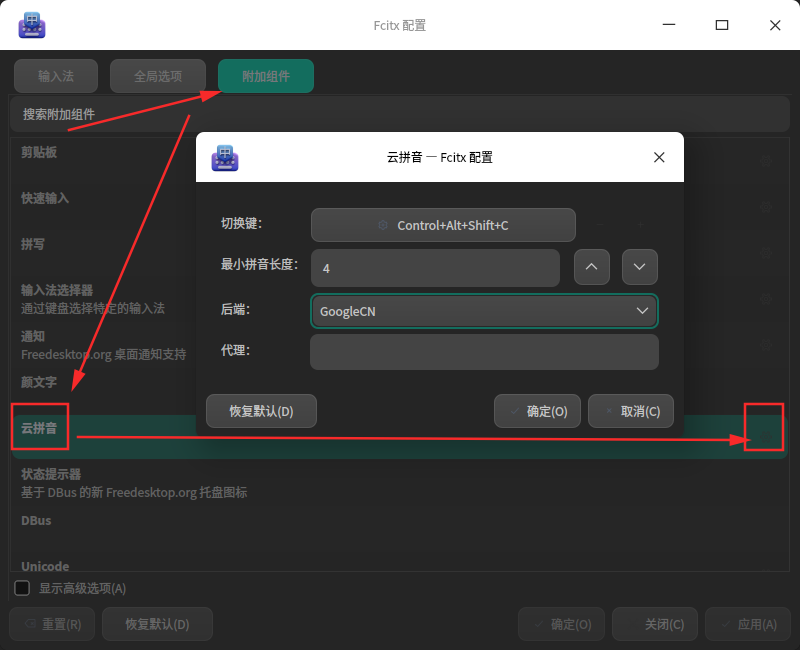 Fcitx 配置
输入法
全局选项
附加组件
搜索附加组件
剪贴板
快速输入
拼写
输入法选择器
通过键盘选择特定的输入法
通知
Freedesktop.org 桌面通知支持
颜文字
云拼音
状态提示器
基于 DBus 的新 Freedesktop.org 托盘图标
DBus
Unicode
显示高级选项(A)
重置(R)
恢复默认(D)
确定(O)
关闭(C)
应用(A)
云拼音 — Fcitx 配置
切换键：
Control+Alt+Shift+C
最小拼音长度：
4
后端：
GoogleCN
代理：
恢复默认(D)
确定(O)
取消(C)